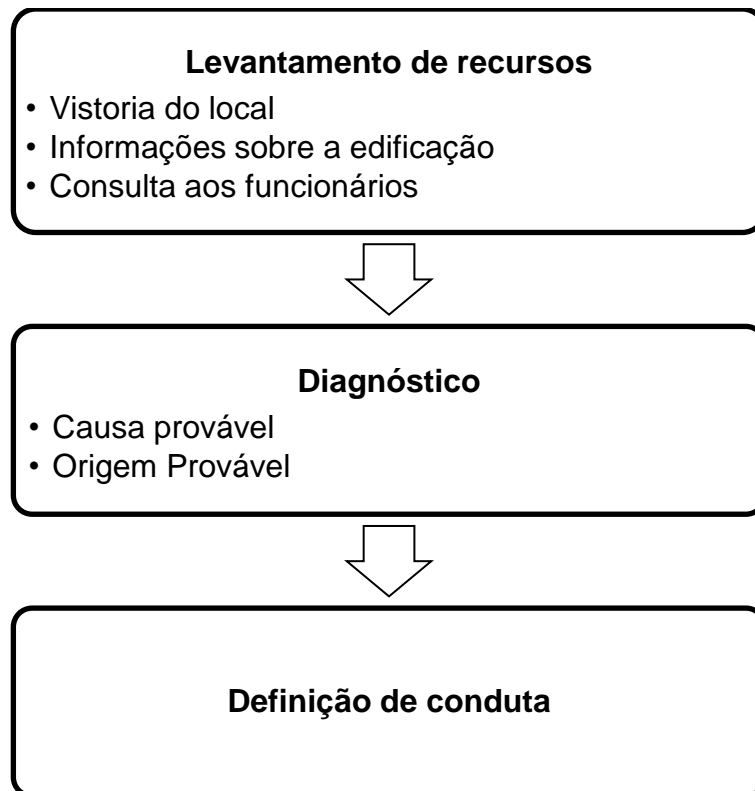 Levantamento de recursos
• Vistoria do local
• Informações sobre a edificação
• Consulta aos funcionários
Diagnóstico
• Causa provável
• Origem Provável
Definição de conduta